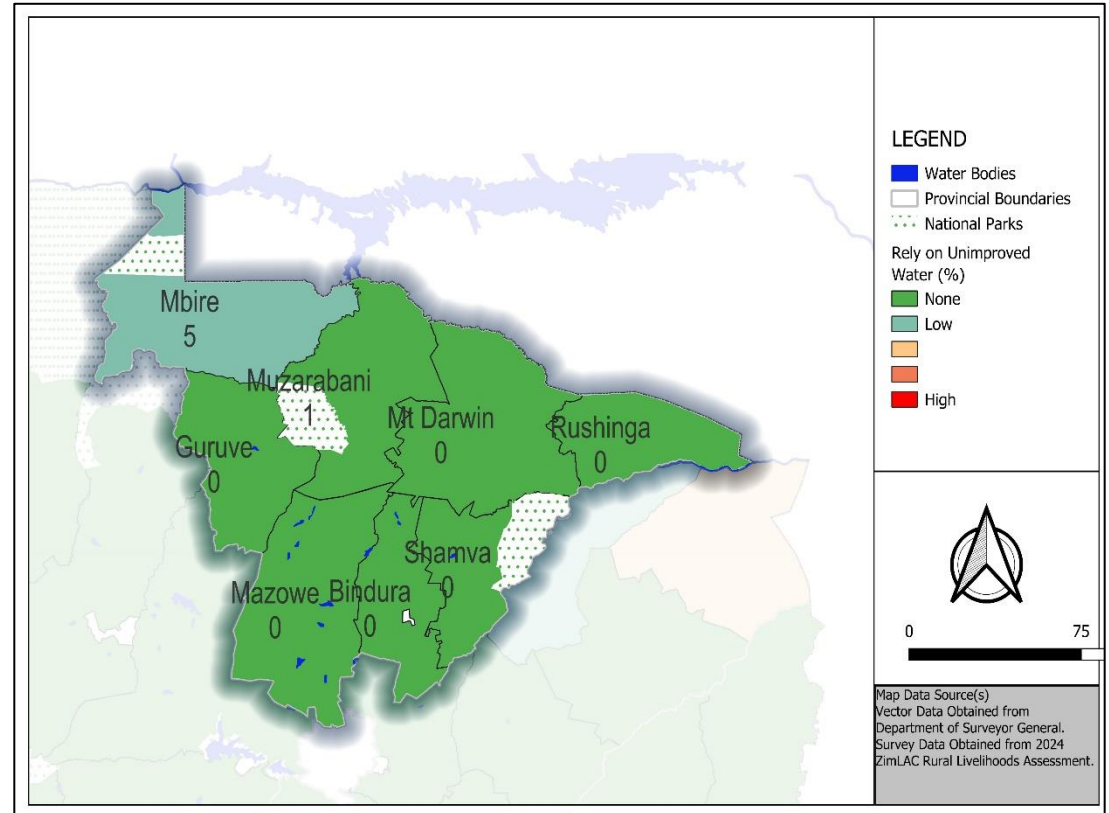 Mbire
5
Muzarabani
1
Mt Darwin
0
Rushinga
0
Guruve
0
Shamva
0
Mazowe
0
Bindura
0
LEGEND
Water Bodies
Provincial Boundaries
National Parks
Rely on Unimproved
Water (%)
None
Low
High
0 75
Map Data Source(s)
Vector Data Obtained from
Department of Surveyor General.
Survey Data Obtained from 2024
ZimLAC Rural Livelihoods Assessment.